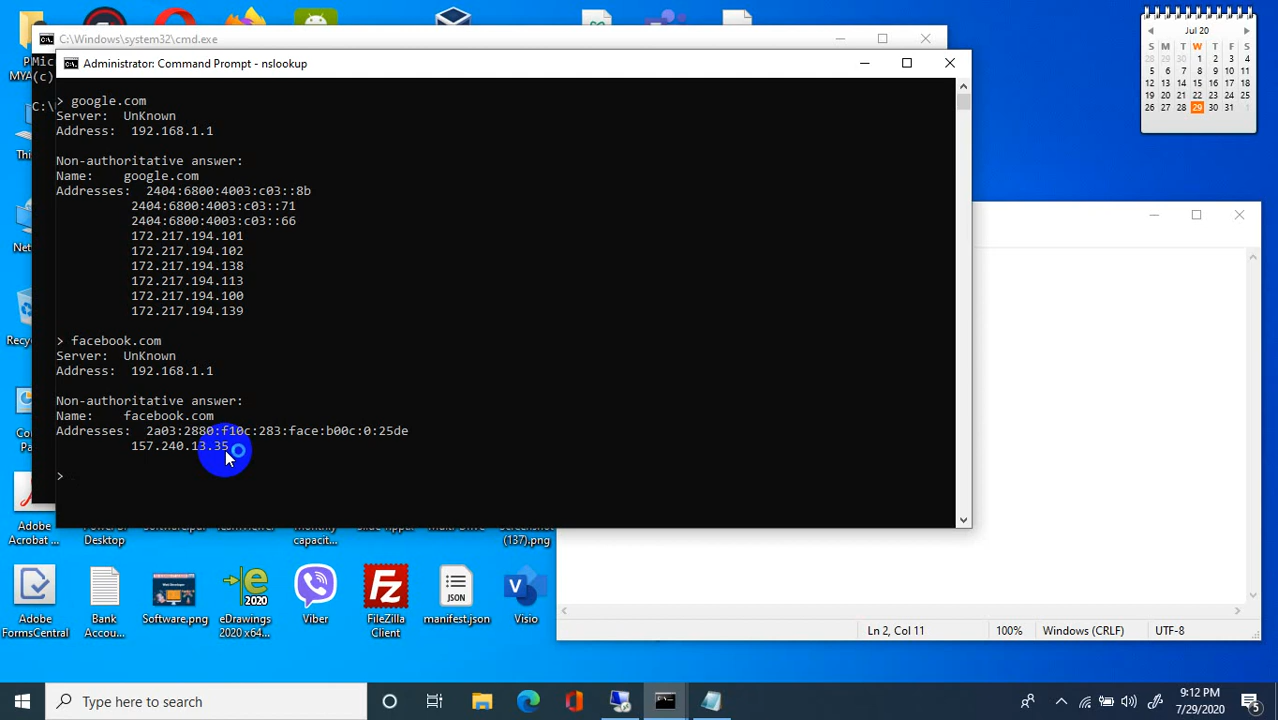 C:\Windows\system32\cmd.exe
Administrator: Command Prompt - nslookup
> google.com
Server:  UnKnown
Address:  192.168.1.1
Non-authoritative answer:
Name:    google.com
Addresses:  2404:6800:4003:c03::8b
2404:6800:4003:c03::71
2404:6800:4003:c03::66
172.217.194.101
172.217.194.102
172.217.194.138
172.217.194.113
172.217.194.100
172.217.194.139
> facebook.com
Server:  UnKnown
Address:  192.168.1.1
Non-authoritative answer:
Name:    facebook.com
Addresses:  2a03:2880:f10c:283:face:b00c:0:25de
157.240.13.35
>
Jul 20
S M T W T F S
28 29 30 1 2 3 4
5 6 7 8 9 10 11
12 13 14 15 16 17 18
19 20 21 22 23 24 25
26 27 28 29 30 31 1
Ln 2, Col 11
100%
Windows (CRLF)
UTF-8
Adobe
Acrobat ...
Desktop
capacit...
(137).png
Adobe
FormsCentral
Bank
Accou...
Software.png
eDrawings
2020 x64...
Viber
FileZilla
Client
JSON
manifest.json
Visio
Type here to search
9:12 PM
7/29/2020
5